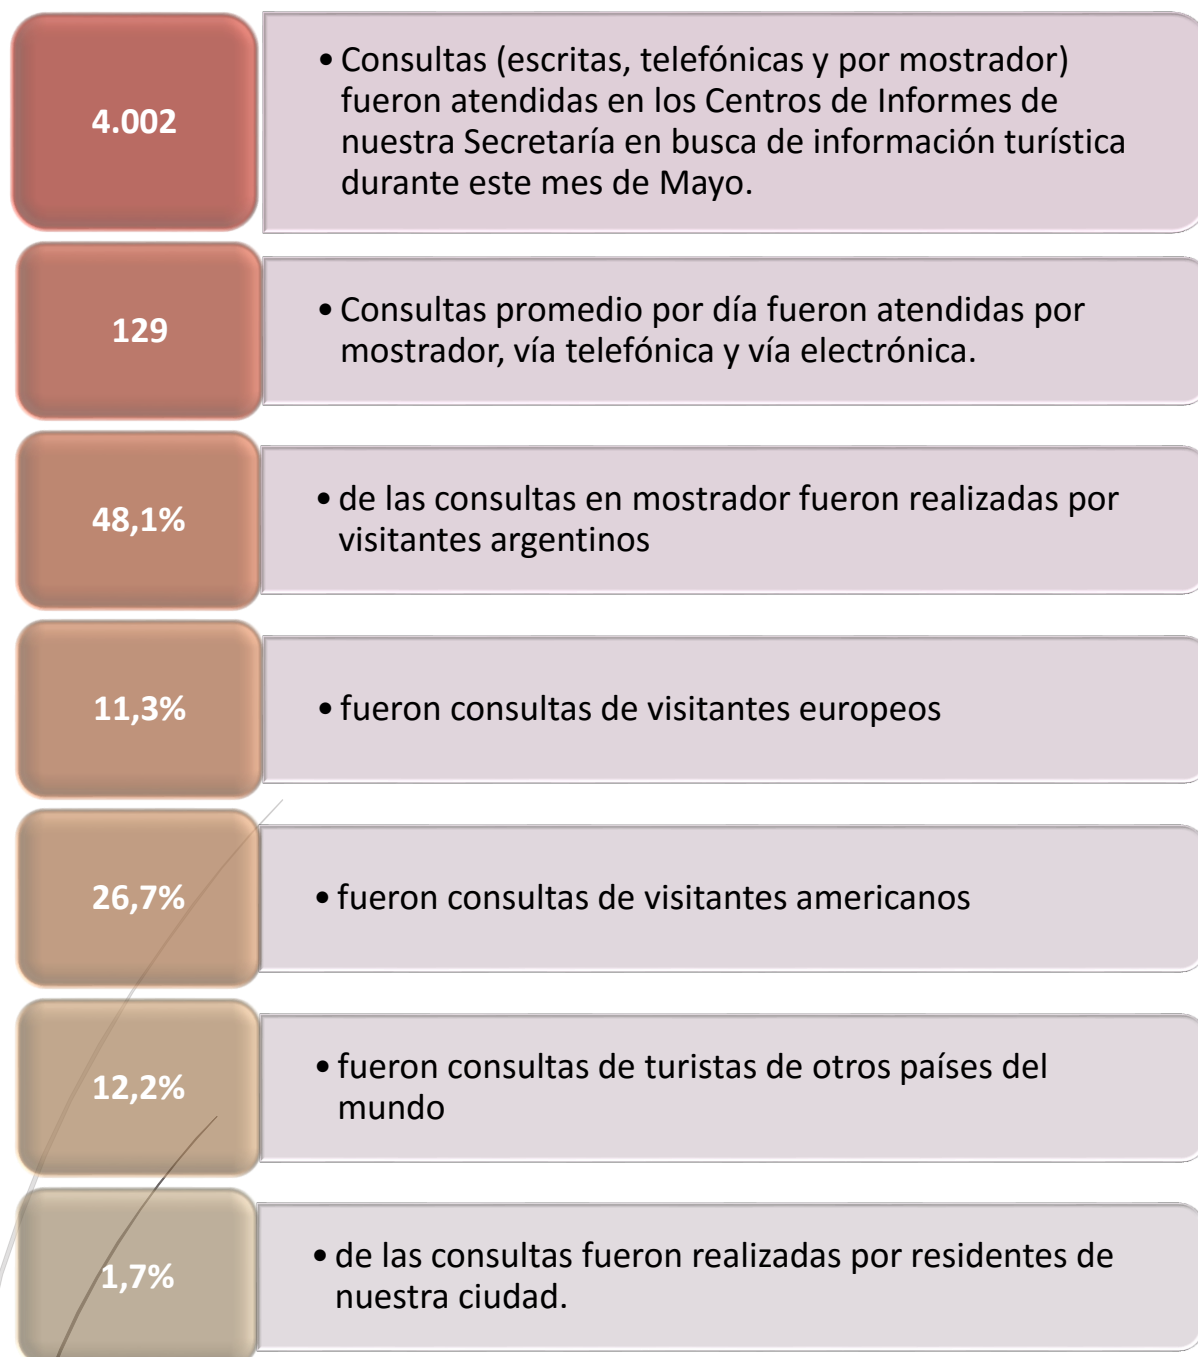 4.002
• Consultas (escritas, telefónicas y por mostrador)
fueron atendidas en los Centros de Informes de
nuestra Secretaría en busca de información turística
durante este mes de Mayo.
129
• Consultas promedio por día fueron atendidas por
mostrador, vía telefónica y vía electrónica.
48,1%
• de las consultas en mostrador fueron realizadas por
visitantes argentinos
11,3%
• fueron consultas de visitantes europeos
26,7%
• fueron consultas de visitantes americanos
12,2%
• fueron consultas de turistas de otros países del
mundo
1,7%
• de las consultas fueron realizadas por residentes de
nuestra ciudad.